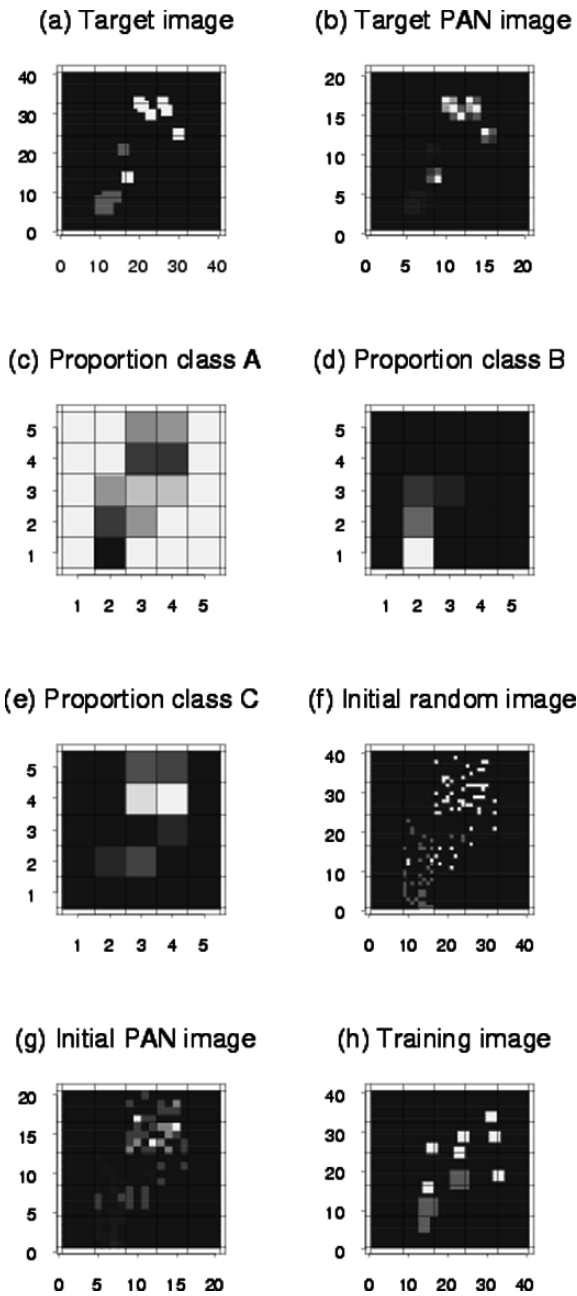 (a) Target image
(b) Target PAN image
40
30
20
10
0
0 10 20 30 40
20
15
10
5
0
0 5 10 15 20
(c) Proportion class A
(d) Proportion class B
5
4
3
2
1
1 2 3 4 5
5
4
3
2
1
1 2 3 4 5
(e) Proportion class C
(f) Initial random image
5
4
3
2
1
1 2 3 4 5
40
30
20
10
0
0 10 20 30 40
(g) Initial PAN image
(h) Training image
20
15
10
5
0
0 5 10 15 20
40
30
20
10
0
0 10 20 30 40